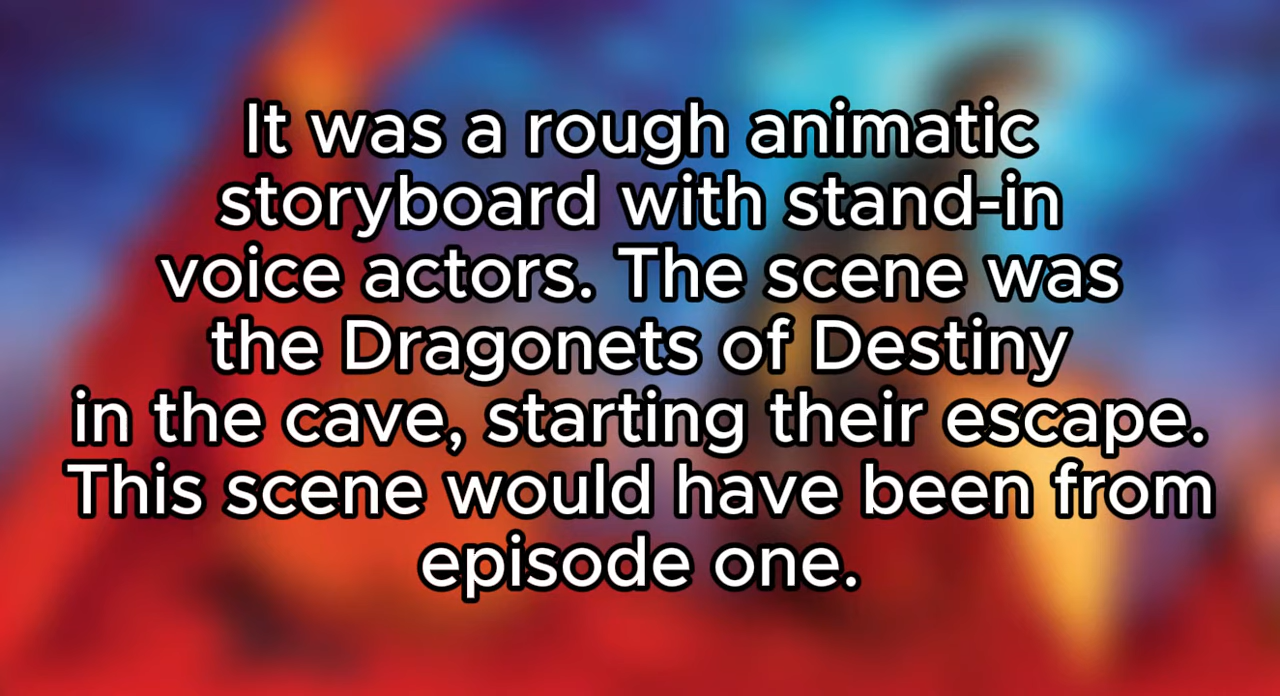 It was a rough animatic
storyboard with stand-in
voice actors. The scene was
the Dragonets of Destiny
in the cave, starting their escape.
This scene would have been from
episode one.